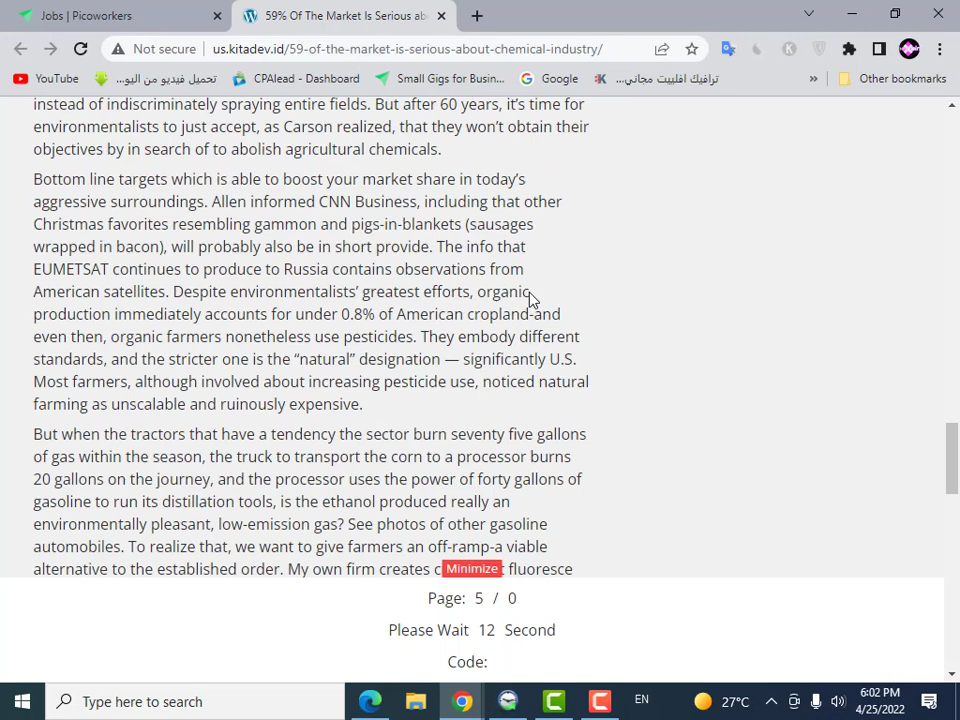 Jobs | Picoworkers
59% Of The Market Is Serious ab
Not secure
us.kitadev.id/59-of-the-market-is-serious-about-chemical-industry/
YouTube
تحميل فيديو من اليو...
CPAlead - Dashboard
Small Gigs for Busin...
Google
ترافيك افلييت مجاني...
»
Other bookmarks
instead of indiscriminately spraying entire fields. But after 60 years, it's time for
environmentalists to just accept, as Carson realized, that they won't obtain their
objectives by in search of to abolish agricultural chemicals.
Bottom line targets which is able to boost your market share in today's
aggressive surroundings. Allen informed CNN Business, including that other
Christmas favorites resembling gammon and pigs-in-blankets (sausages
wrapped in bacon), will probably also be in short provide. The info that
EUMETSAT continues to produce to Russia contains observations from
American satellites. Despite environmentalists' greatest efforts, organic
production immediately accounts for under 0.8% of American cropland-and
even then, organic farmers nonetheless use pesticides. They embody different
standards, and the stricter one is the “natural” designation — significantly U.S.
Most farmers, although involved about increasing pesticide use, noticed natural
farming as unscalable and ruinously expensive.
But when the tractors that have a tendency the sector burn seventy five gallons
of gas within the season, the truck to transport the corn to a processor burns
20 gallons on the journey, and the processor uses the power of forty gallons of
gasoline to run its distillation tools, is the ethanol produced really an
environmentally pleasant, low-emission gas? See photos of other gasoline
automobiles. To realize that, we want to give farmers an off-ramp-a viable
alternative to the established order. My own firm creates c fluoresce
Minimize
Page: 5 / 0
Please Wait 12 Second
Code:
Type here to search
EN
27°C
6:02 PM
4/25/2022